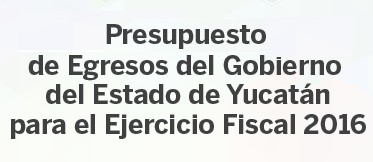 Presupuesto
de Egresos del Gobierno
del Estado de Yucatán
para el Ejercicio Fiscal 2016